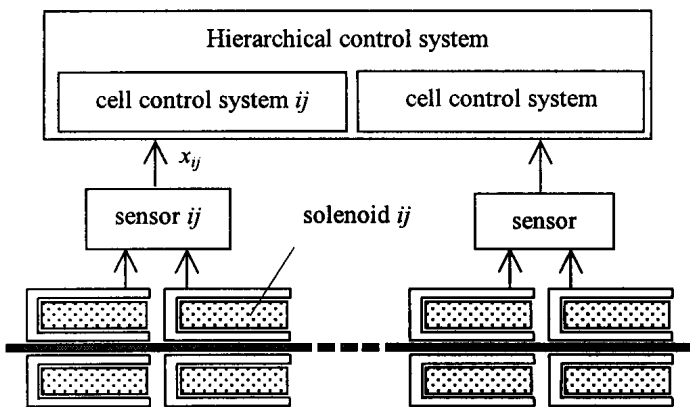 Hierarchical control system
cell control system ij
cell control system
x_ij
sensor ij
solenoid ij
sensor